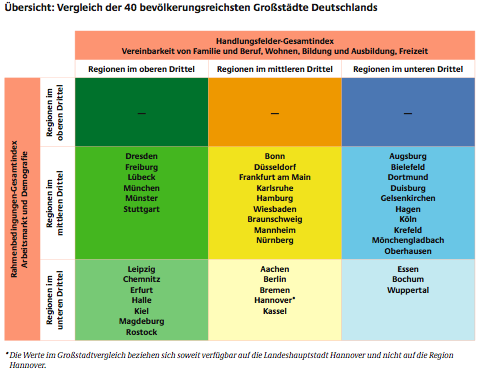 Übersicht: Vergleich der 40 bevölkerungsreichsten Großstädte Deutschlands
Handlungsfelder-Gesamtindex
Vereinbarkeit von Familie und Beruf, Wohnen, Bildung und Ausbildung, Freizeit
Regionen im oberen Drittel
Regionen im mittleren Drittel
Regionen im unteren Drittel
Rahmenbedingungen-Gesamtindex
Arbeitsmarkt und Demografie
Regionen im
oberen Drittel
—
—
—
Regionen im
mittleren Drittel
Dresden
Freiburg
Lübeck
München
Münster
Stuttgart
Bonn
Düsseldorf
Frankfurt am Main
Karlsruhe
Hamburg
Wiesbaden
Braunschweig
Mannheim
Nürnberg
Augsburg
Bielefeld
Dortmund
Duisburg
Gelsenkirchen
Hagen
Köln
Krefeld
Mönchengladbach
Oberhausen
Regionen im
unteren Drittel
Leipzig
Chemnitz
Erfurt
Halle
Kiel
Magdeburg
Rostock
Aachen
Berlin
Bremen
Hannover*
Kassel
Essen
Bochum
Wuppertal
* Die Werte im Großstadtvergleich beziehen sich soweit verfügbar auf die Landeshauptstadt Hannover und nicht auf die Region
Hannover.